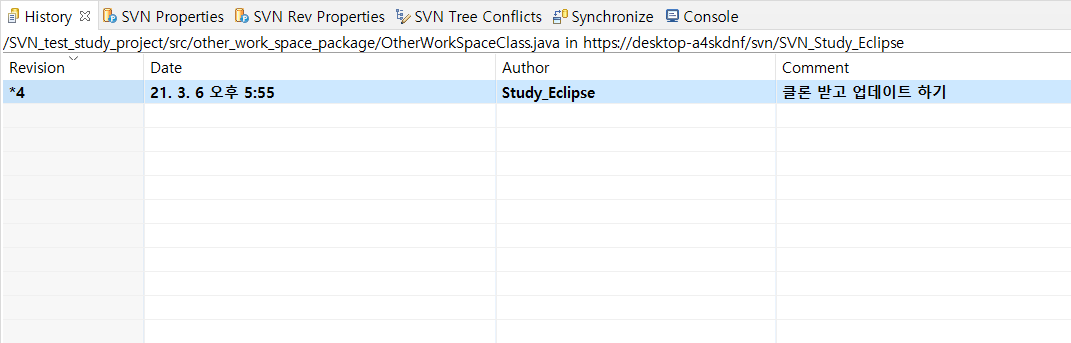 History SVN Properties SVN Rev Properties SVN Tree Conflicts Synchronize Console
/SVN_test_study_project/src/other_work_space_package/OtherWorkSpaceClass.java in https://desktop-a4skdnf/svn/SVN_Study_Eclipse
Revision Date Author Comment
*4 21. 3. 6 오후 5:55 Study_Eclipse 클론 받고 업데이트 하기